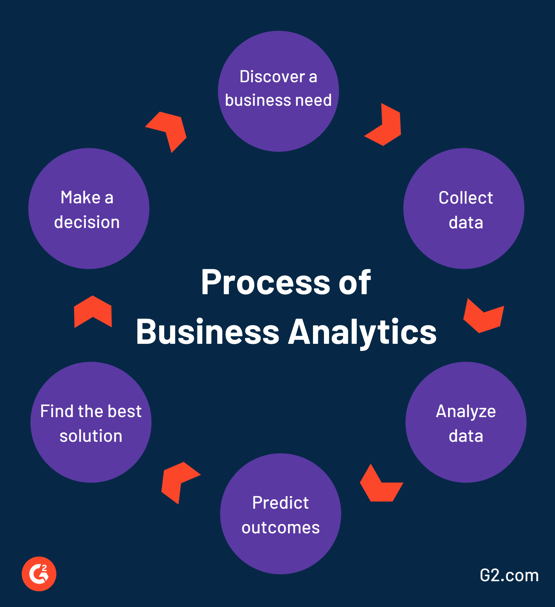 Discover a
business need
Make a
decision
Collect
data
Process of
Business Analytics
Find the best
solution
Analyze
data
Predict
outcomes
G2
G2.com